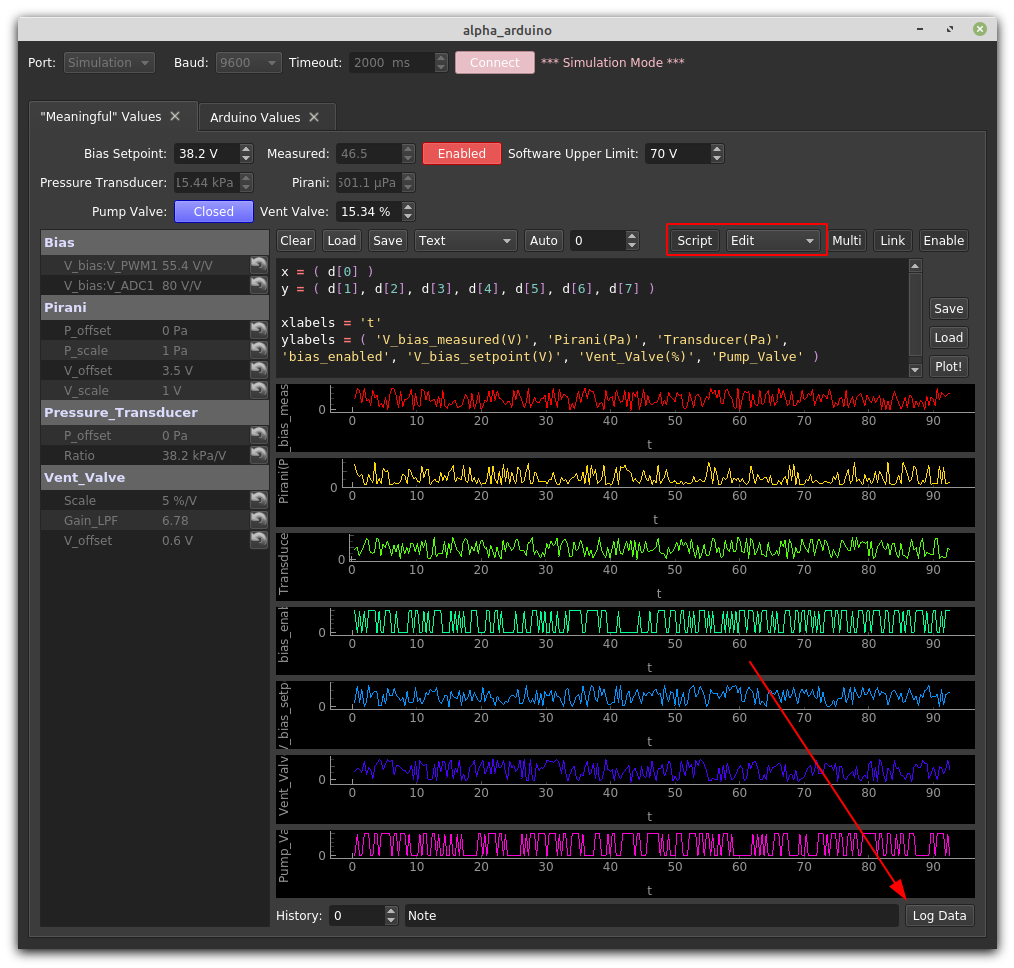 alpha_arduino
Port: Simulation Baud: 9600 Timeout: 2000 ms Connect *** Simulation Mode ***
"Meaningful" Values Arduino Values
Bias Setpoint: 38.2 V Measured: 46.5 Enabled Software Upper Limit: 70 V
Pressure Transducer: 15.44 kPa Pirani: 501.1 µPa
Pump Valve: Closed Vent Valve: 15.34 %
Bias
V_bias:V_PWM1 55.4 V/V
V_bias:V_ADC1 80 V/V
Pirani
P_offset 0 Pa
P_scale 1 Pa
V_offset 3.5 V
V_scale 1 V
Pressure_Transducer
P_offset 0 Pa
Ratio 38.2 kPa/V
Vent_Valve
Scale 5 %/V
Gain_LPF 6.78
V_offset 0.6 V
Clear Load Save Text Auto 0 Script Edit Multi Link Enable
x = ( d[0] )
y = ( d[1], d[2], d[3], d[4], d[5], d[6], d[7] )
xlabels = 't'
ylabels = ( 'V_bias_measured(V)', 'Pirani(Pa)', 'Transducer(Pa)',
'bias_enabled', 'V_bias_setpoint(V)', 'Vent_Valve(%)', 'Pump_Valve' )
Save
Load
Plot!
_bias_meas
0
0 10 20 30 40 50 60 70 80 90
t
Pirani(P
0
0 10 20 30 40 50 60 70 80 90
t
Transduce
0
0 10 20 30 40 50 60 70 80 90
t
bias_enab
0
0 10 20 30 40 50 60 70 80 90
t
V_bias_setp
0
0 10 20 30 40 50 60 70 80 90
t
Vent_Valv
0
0 10 20 30 40 50 60 70 80 90
t
Pump_Va
0
0 10 20 30 40 50 60 70 80 90
t
History: 0 Note Log Data